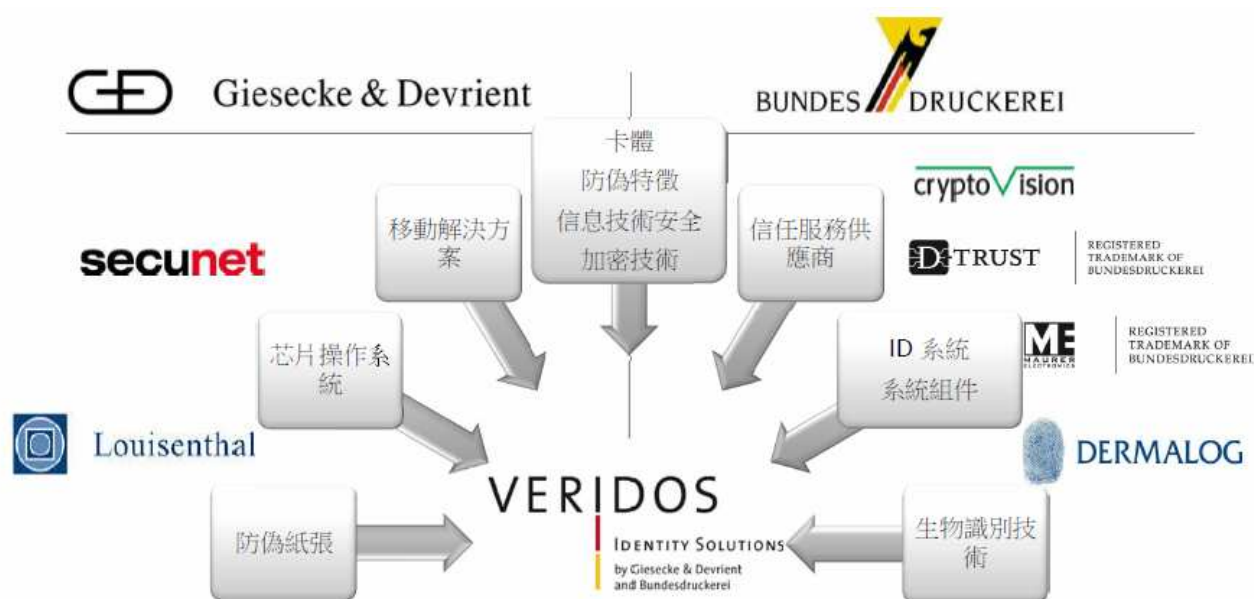 Giesecke & Devrient
BUNDES DRUCKEREI
卡體
防偽特徵
信息技術安全
加密技術
移動解決方
案
信任服務供
應商
cryptovision
secunet
D TRUST
REGISTERED
TRADEMARK OF
BUNDESDRUCKEREI
芯片操作系
統
ID 系統
系統組件
ME
MAURER
ELECTRONICS
REGISTERED
TRADEMARK OF
BUNDESDRUCKEREI
Louisenthal
DERMALOG
防偽紙張
VERIDOS
IDENTITY SOLUTIONS
by Giesecke & Devrient
and Bundesdruckerei
生物識別技
術